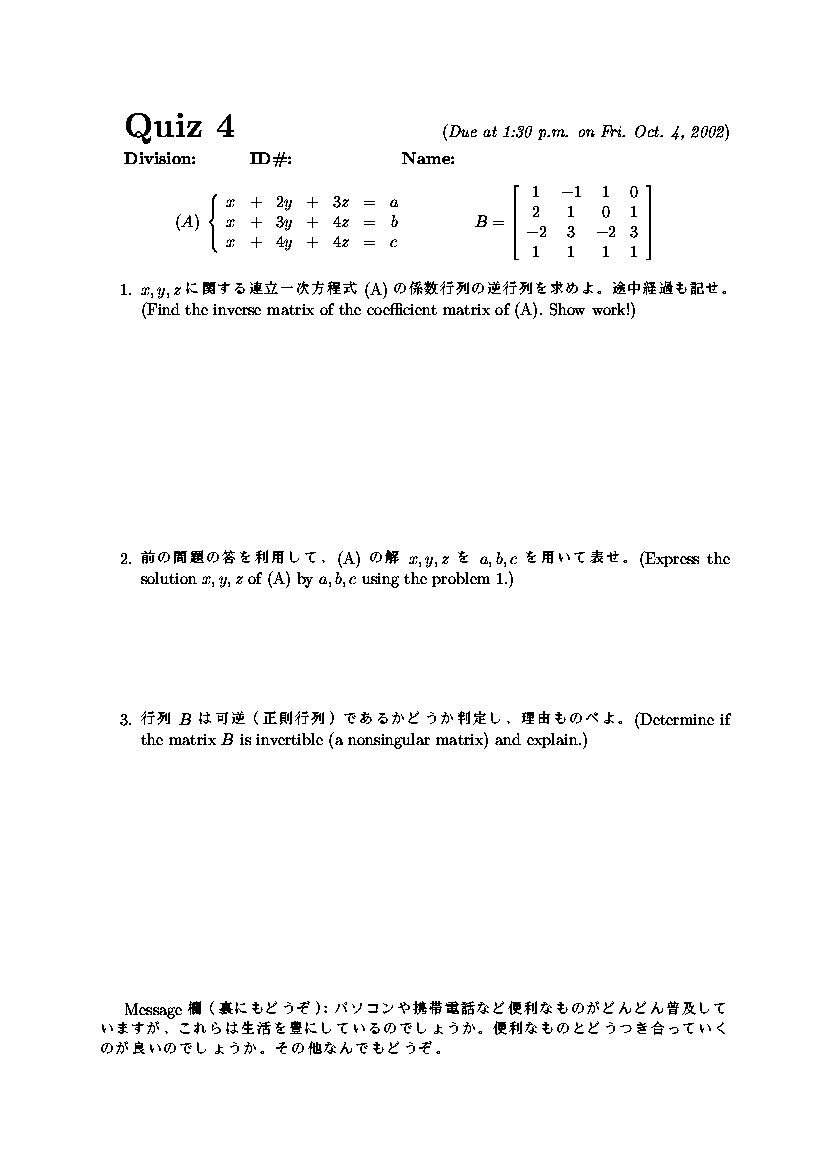 Quiz 4 (Due at 1:30 p.m. on Fri. Oct. 4, 2002)
Division: ID#: Name:
(A) { x + 2y + 3z = a
x + 3y + 4z = b
x + 4y + 4z = c
B = [ 1 −1 1 0
2 1 0 1
−2 3 −2 3
1 1 1 1 ]
1. x, y, z に関する連立一次方程式 (A) の係数行列の逆行列を求めよ。途中経過も記せ。
(Find the inverse matrix of the coefficient matrix of (A). Show work!)
2. 前の問題の答を利用して、(A) の解 x, y, z を a, b, c を用いて表せ。(Express the
solution x, y, z of (A) by a, b, c using the problem 1.)
3. 行列 B は可逆（正則行列）であるかどうか判定し、理由ものべよ。(Determine if
the matrix B is invertible (a nonsingular matrix) and explain.)
Message 欄（裏にもどうぞ）: パソコンや携帯電話など便利なものがどんどん普及して
いますが、これらは生活を豊にしているのでしょうか。便利なものとどうつき合っていく
のが良いのでしょうか。その他なんでもどうぞ。